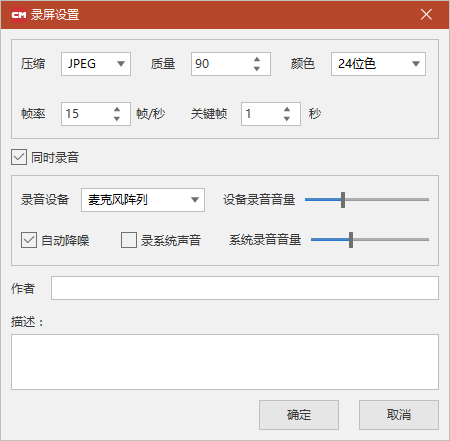 CM 录屏设置
压缩 JPEG 质量 90 颜色 24位色
帧率 15 帧/秒 关键帧 1 秒
同时录音
录音设备 麦克风阵列 设备录音音量
自动降噪 录系统声音 系统录音音量
作者
描述：
确定 取消